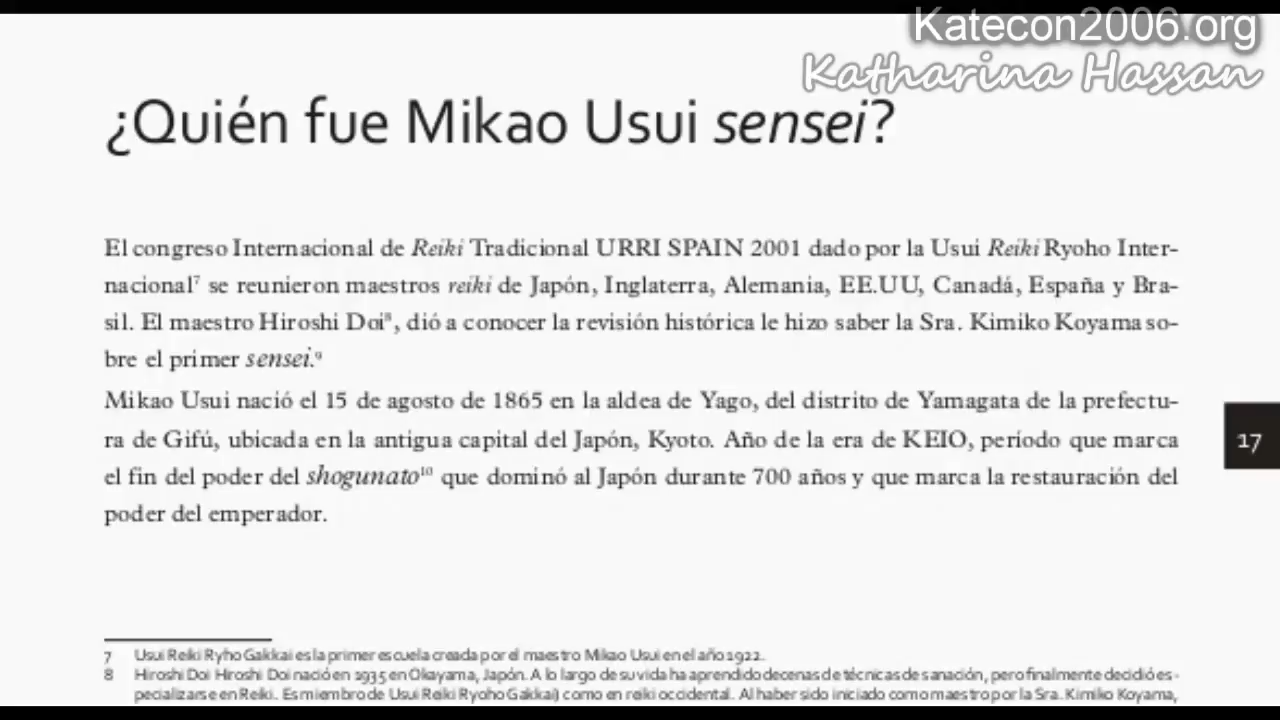 Katecon2006.org
Katharina Hassan
¿Quién fue Mikao Usui sensei?
El congreso Internacional de Reiki Tradicional URRI SPAIN 2001 dado por la Usui Reiki Ryoho Inter-
nacional⁷ se reunieron maestros reiki de Japón, Inglaterra, Alemania, EE.UU, Canadá, España y Bra-
sil. El maestro Hiroshi Doi⁸, dió a conocer la revisión histórica le hizo saber la Sra. Kimiko Koyama so-
bre el primer sensei.⁹
Mikao Usui nació el 15 de agosto de 1865 en la aldea de Yago, del distrito de Yamagata de la prefectu-
ra de Gifú, ubicada en la antigua capital del Japón, Kyoto. Año de la era de KEIO, período que marca
el fin del poder del shogunato¹⁰ que dominó al Japón durante 700 años y que marca la restauración del
poder del emperador.
17
7 Usui Reiki Ryho Gakkai es la primer escuela creada por el maestro Mikao Usui en el año 1922.
8 Hiroshi Doi Hiroshi Doi nació en 1935 en Okayama, Japón. A lo largo de su vida ha aprendido decenas de técnicas de sanación, pero finalmente decidió es-
pecializarse en Reiki. Es miembro de Usui Reiki Ryoho Gakkai) como en reiki occidental. Al haber sido iniciado como maestro por la Sra. Kimiko Koyama,